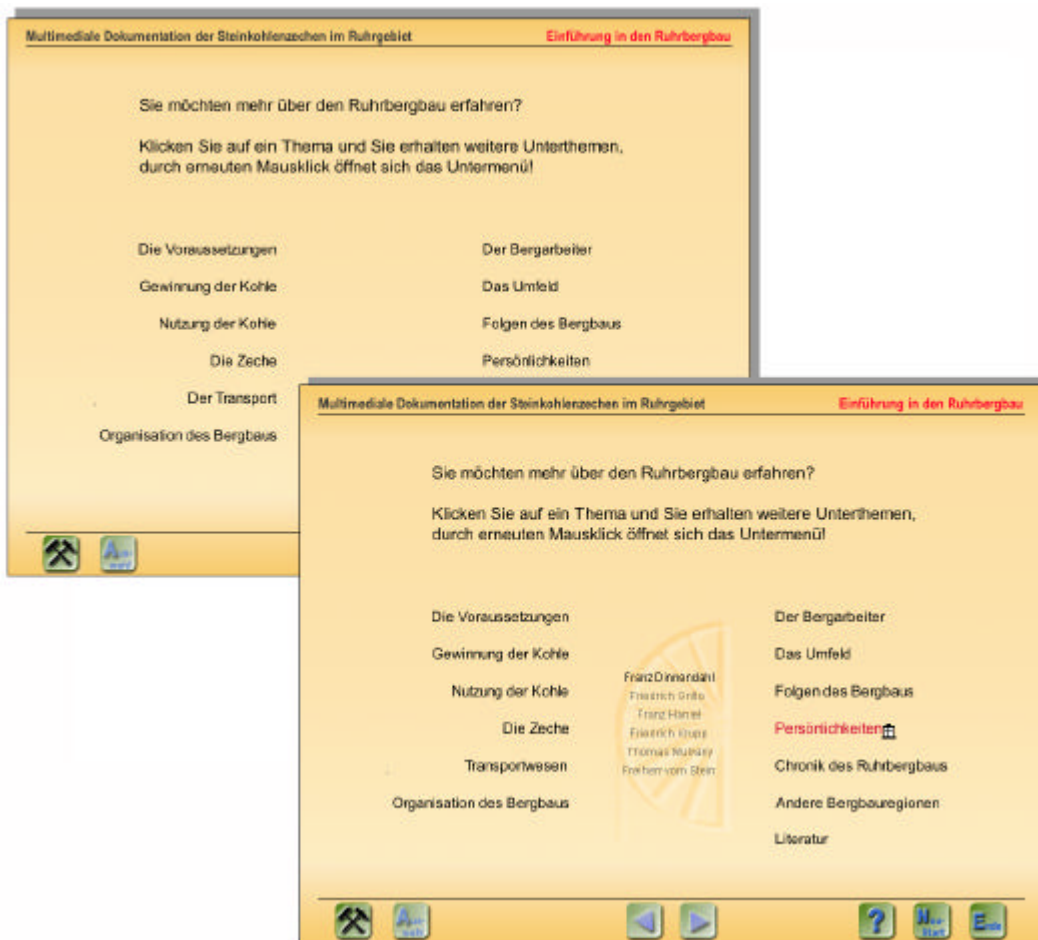 Multimediale Dokumentation der Steinkohlenzechen im Ruhrgebiet Einführung in den Ruhrbergbau
Sie möchten mehr über den Ruhrbergbau erfahren?
Klicken Sie auf ein Thema und Sie erhalten weitere Unterthemen,
durch erneuten Mausklick öffnet sich das Untermenü!
Die Voraussetzungen
Gewinnung der Kohle
Nutzung der Kohle
Die Zeche
Der Transport
Organisation des Bergbaus
Der Bergarbeiter
Das Umfeld
Folgen des Bergbaus
Persönlichkeiten
Multimediale Dokumentation der Steinkohlenzechen im Ruhrgebiet Einführung in den Ruhrbergbau
Sie möchten mehr über den Ruhrbergbau erfahren?
Klicken Sie auf ein Thema und Sie erhalten weitere Unterthemen,
durch erneuten Mausklick öffnet sich das Untermenü!
Die Voraussetzungen
Gewinnung der Kohle
Nutzung der Kohle
Die Zeche
Transportwesen
Organisation des Bergbaus
Franz Dinnendahl
Friedrich Grillo
Franz Haniel
Friedrich Krupp
Thomas Mulvany
Freiherr vom Stein
Der Bergarbeiter
Das Umfeld
Folgen des Bergbaus
Persönlichkeiten
Chronik des Ruhrbergbaus
Andere Bergbauregionen
Literatur
?
Neu-
Start
Ende